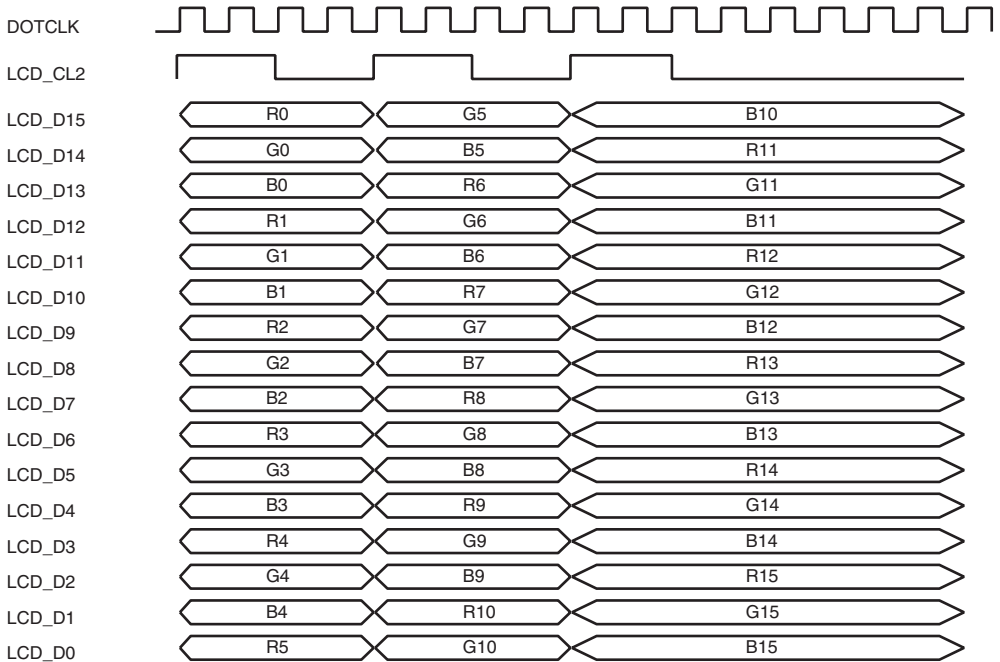 DOTCLK
LCD_CL2
LCD_D15 R0 G5 B10
LCD_D14 G0 B5 R11
LCD_D13 B0 R6 G11
LCD_D12 R1 G6 B11
LCD_D11 G1 B6 R12
LCD_D10 B1 R7 G12
LCD_D9 R2 G7 B12
LCD_D8 G2 B7 R13
LCD_D7 B2 R8 G13
LCD_D6 R3 G8 B13
LCD_D5 G3 B8 R14
LCD_D4 B3 R9 G14
LCD_D3 R4 G9 B14
LCD_D2 G4 B9 R15
LCD_D1 B4 R10 G15
LCD_D0 R5 G10 B15